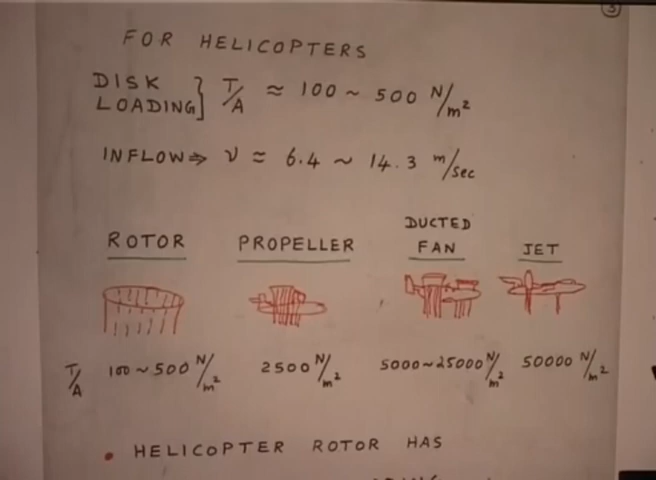 3
FOR HELICOPTERS
DISK LOADING } T/A ≈ 100 ~ 500 N/m²
INFLOW ⇒ ν ≈ 6.4 ~ 14.3 m/sec
ROTOR PROPELLER DUCTED FAN JET
T/A 100~500 N/m² 2500 N/m² 5000~25000 N/m² 50000 N/m²
• HELICOPTER ROTOR HAS